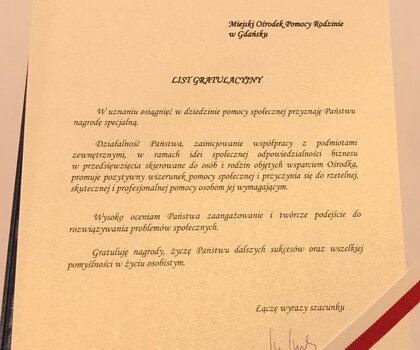 Miejski Ośrodek Pomocy Rodzinie
w Gdańsku
LIST GRATULACYJNY
W uznaniu osiągnięć w dziedzinie pomocy społecznej przyznaję Państwu
nagrodę specjalną.
Działalność Państwa, zainicjowanie współpracy z podmiotami
zewnętrznymi, w ramach idei społecznej odpowiedzialności biznesu
w przedsięwzięcia skierowane do osób i rodzin objętych wsparciem Ośrodka,
promuje pozytywny wizerunek pomocy społecznej i przyczynia się do rzetelnej,
skutecznej i profesjonalnej pomocy osobom jej wymagającym.
Wysoko oceniam Państwa zaangażowanie i twórcze podejście do
rozwiązywania problemów społecznych.
Gratuluję nagrody, życzę Państwu dalszych sukcesów oraz wszelkiej
pomyślności w życiu osobistym.
Łączę wyrazy szacunku